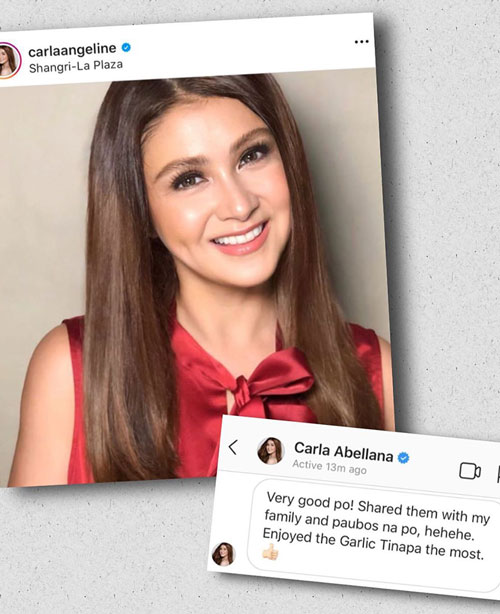 carlaangeline
Shangri-La Plaza
Carla Abellana
Active 13m ago
Very good po! Shared them with my
family and paubos na po, hehehe.
Enjoyed the Garlic Tinapa the most.
👍🏻